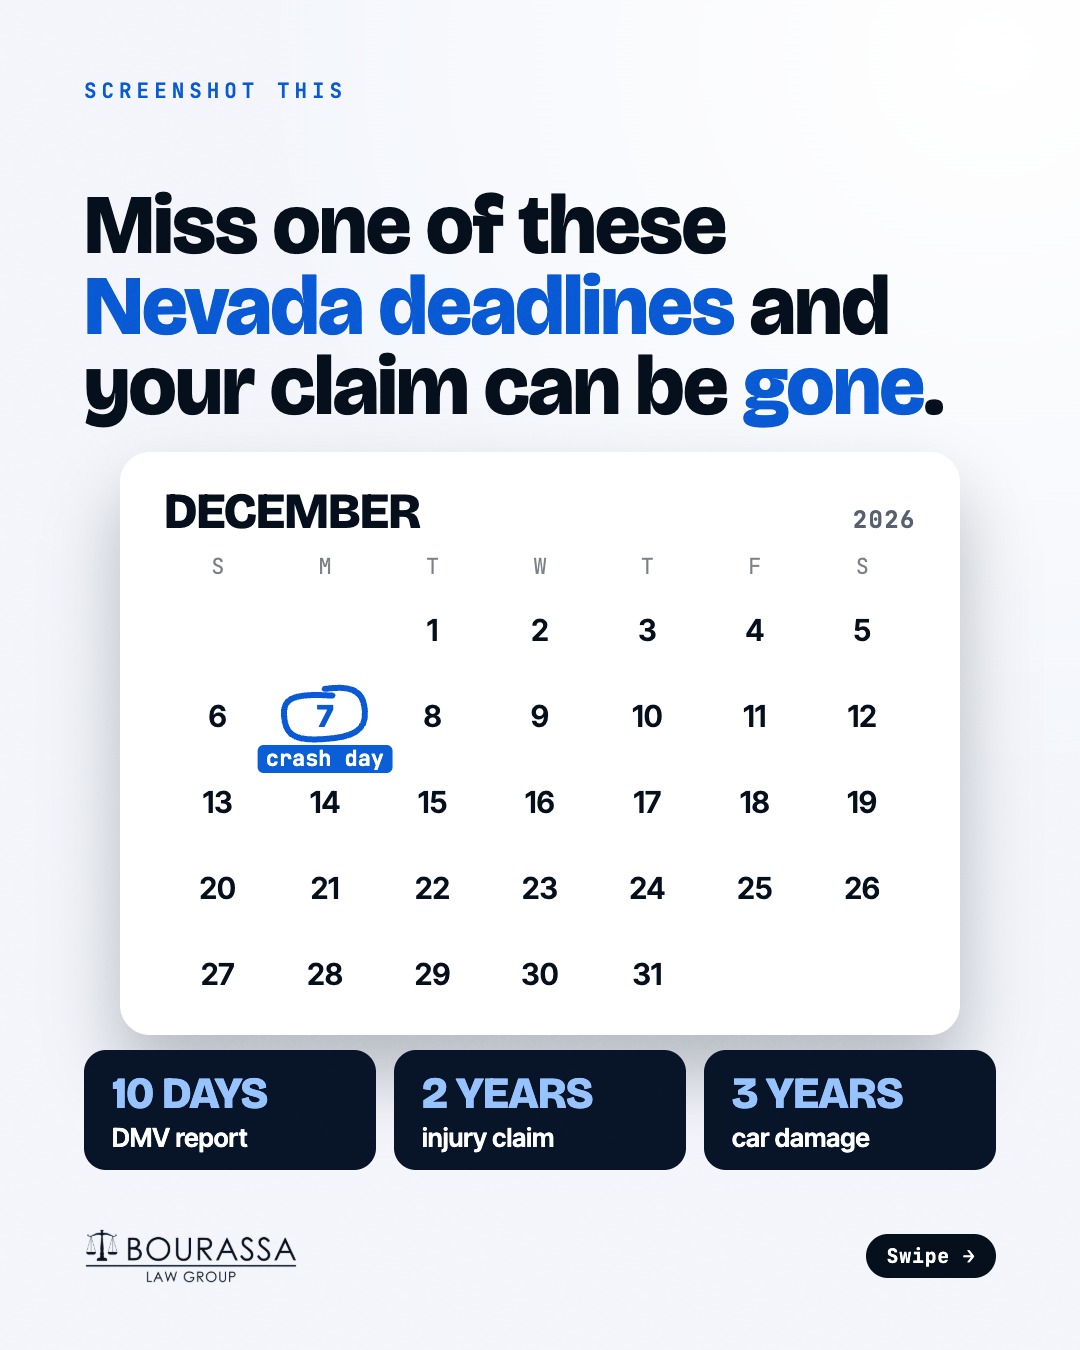 SCREENSHOT THIS
Miss one of these
Nevada deadlines and
your claim can be gone.
DECEMBER 2026
S M T W T F S
1 2 3 4 5
6 7 8 9 10 11 12
crash day
13 14 15 16 17 18 19
20 21 22 23 24 25 26
27 28 29 30 31
10 DAYS 2 YEARS 3 YEARS
DMV report injury claim car damage
BOURASSA
LAW GROUP
Swipe →